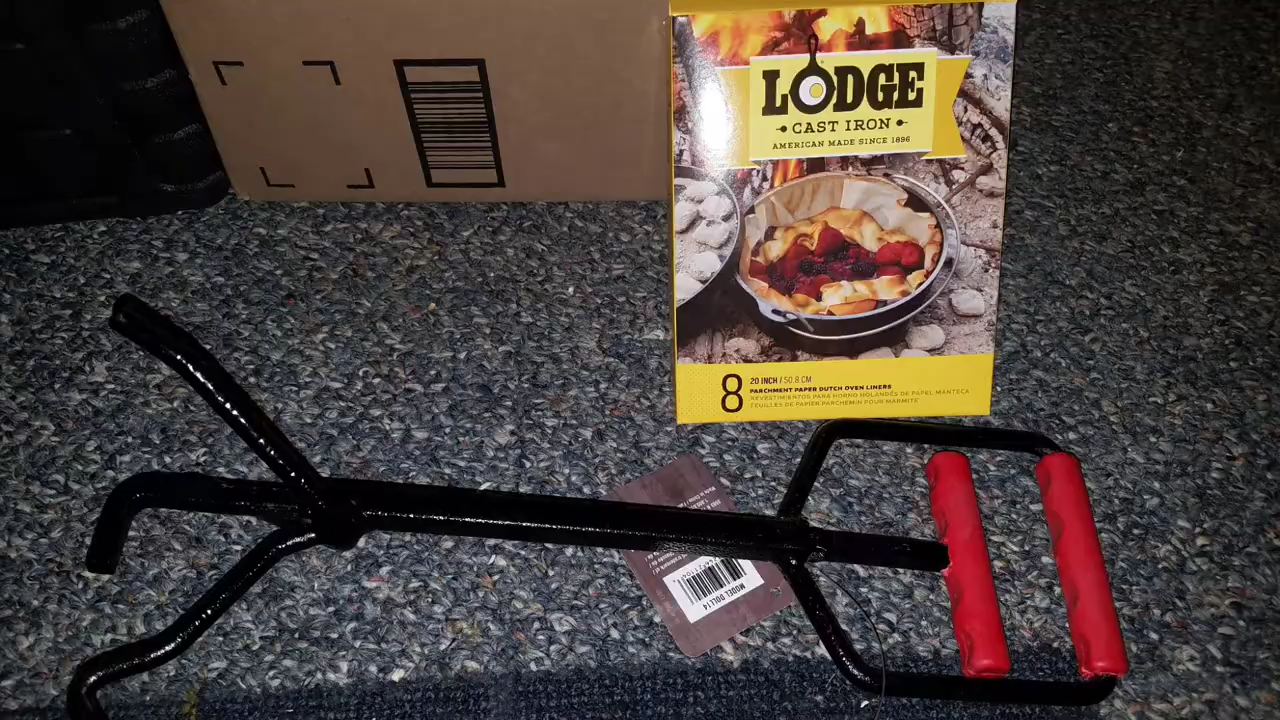 LODGE
CAST IRON
AMERICAN MADE SINCE 1896
8
20 INCH / 50.8 CM
PARCHMENT PAPER DUTCH OVEN LINERS
REVESTIMIENTOS PARA HORNO HOLANDÉS DE PAPEL MANTECA
FEUILLES DE PAPIER PARCHEMIN POUR MARMITE
MODEL DOLL14